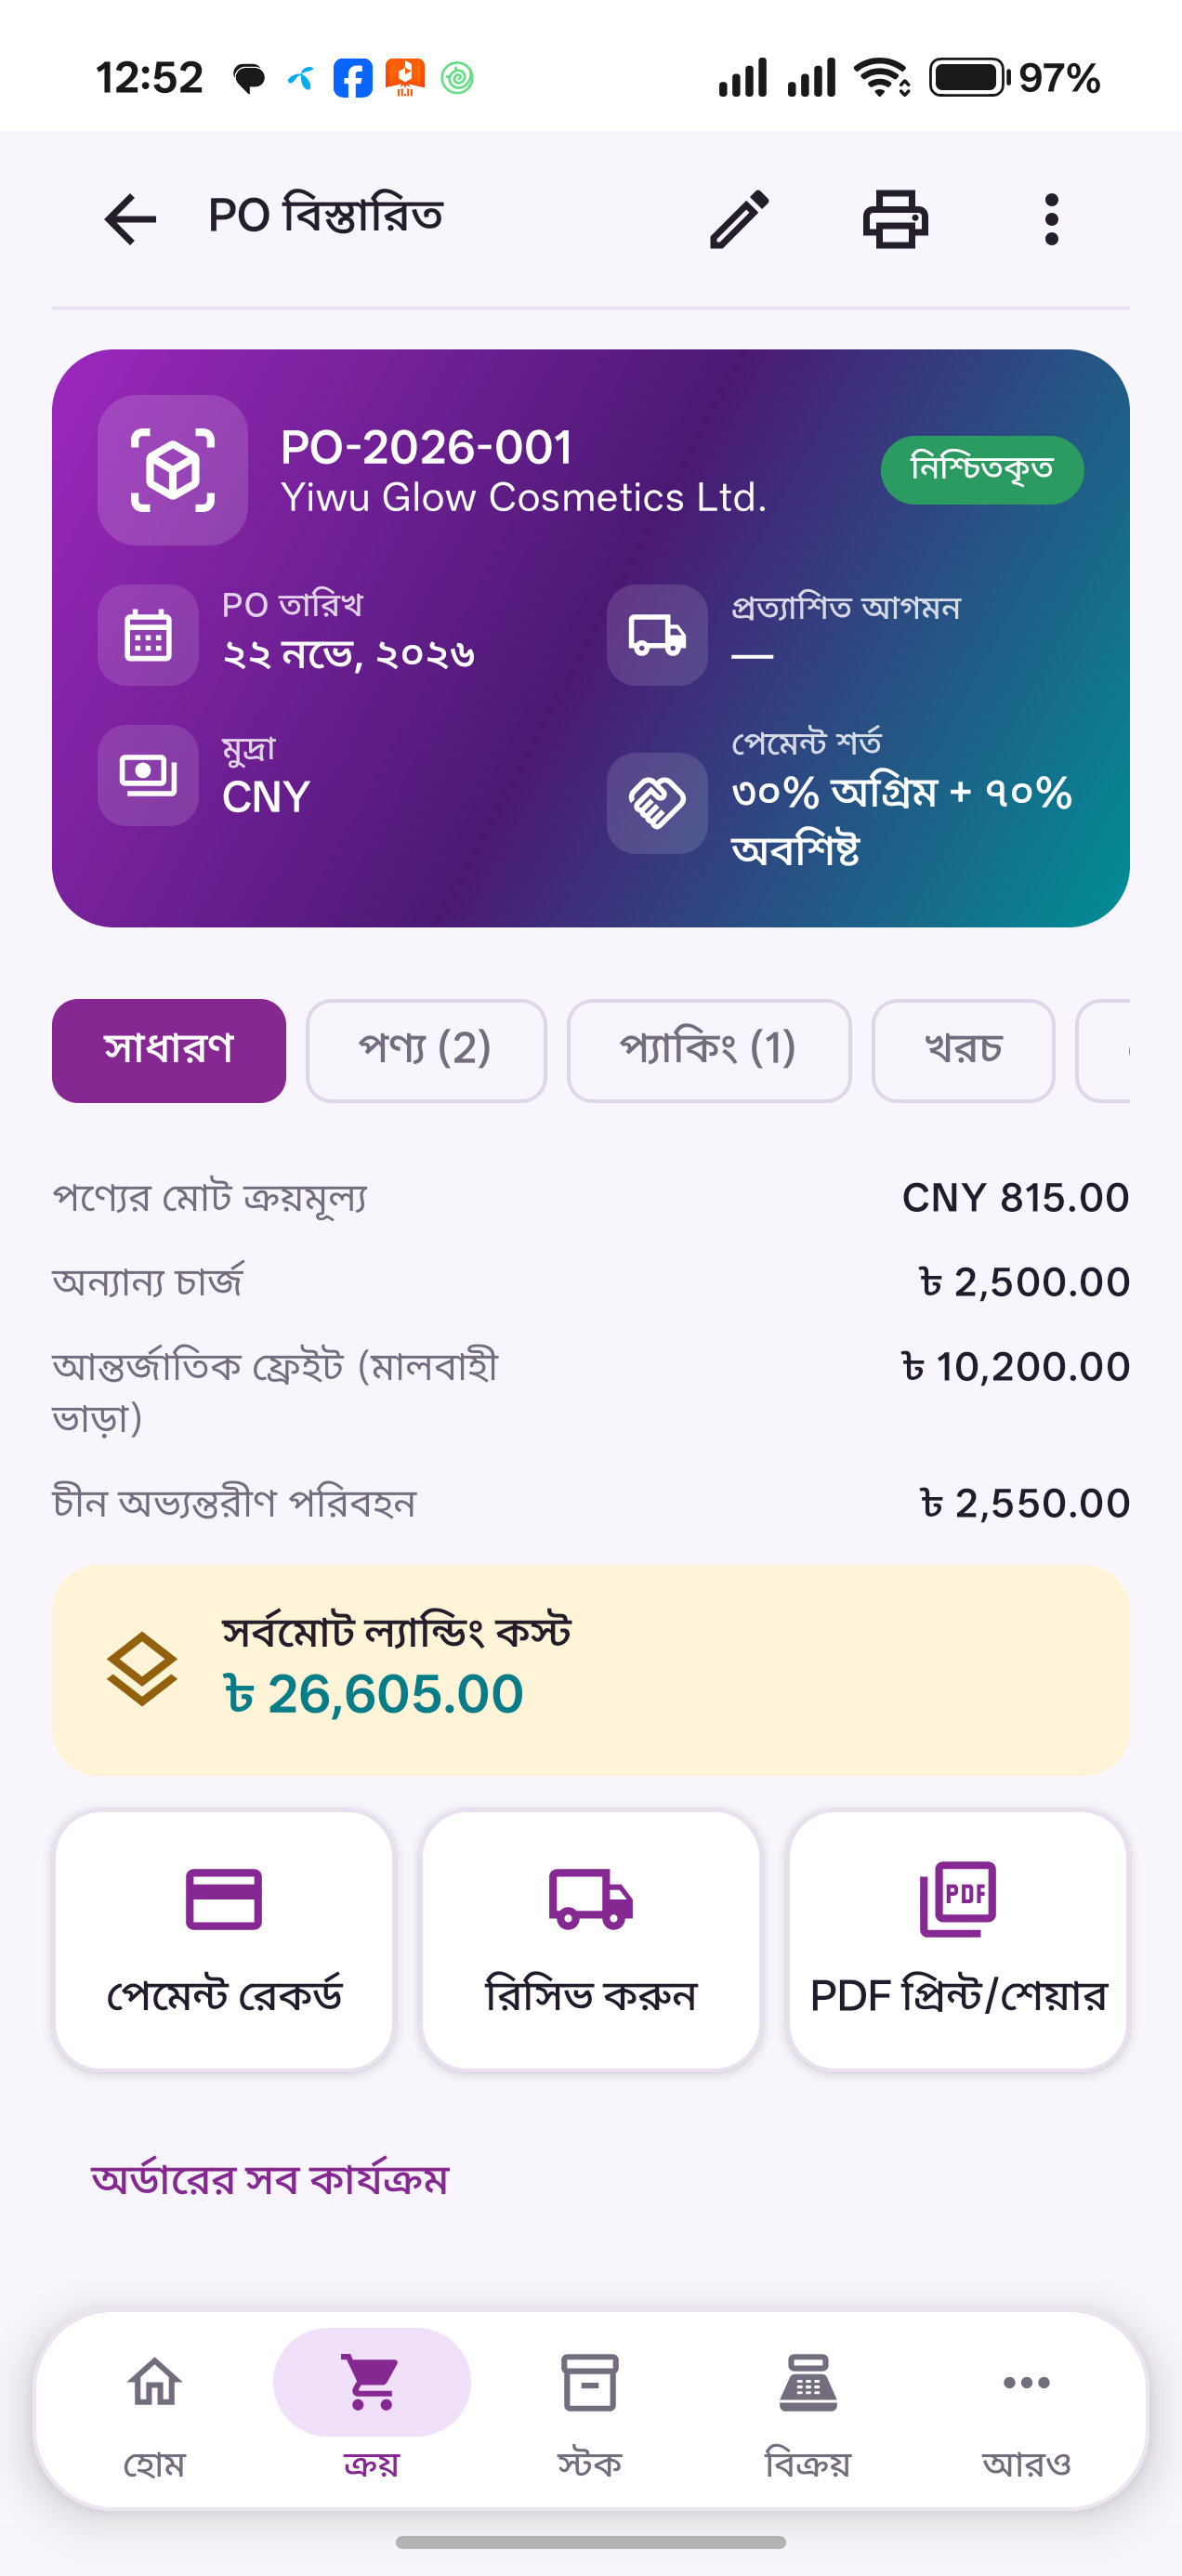 12:52
11.11
97%
PO বিস্তারিত
PO-2026-001
Yiwu Glow Cosmetics Ltd.
নিশ্চিতকৃত
PO তারিখ
২২ নভে, ২০২৬
প্রত্যাশিত আগমন
—
মুদ্রা
CNY
পেমেন্ট শর্ত
৩০% অগ্রিম + ৭০%
অবশিষ্ট
সাধারণ
পণ্য (2)
প্যাকিং (1)
খরচ
পণ্যের মোট ক্রয়মূল্য
CNY 815.00
অন্যান্য চার্জ
৳ 2,500.00
আন্তর্জাতিক ফ্রেইট (মালবাহী
ভাড়া)
৳ 10,200.00
চীন অভ্যন্তরীণ পরিবহন
৳ 2,550.00
সর্বমোট ল্যান্ডিং কস্ট
৳ 26,605.00
পেমেন্ট রেকর্ড
রিসিভ করুন
PDF
PDF প্রিন্ট/শেয়ার
অর্ডারের সব কার্যক্রম
হোম
ক্রয়
স্টক
বিক্রয়
আরও